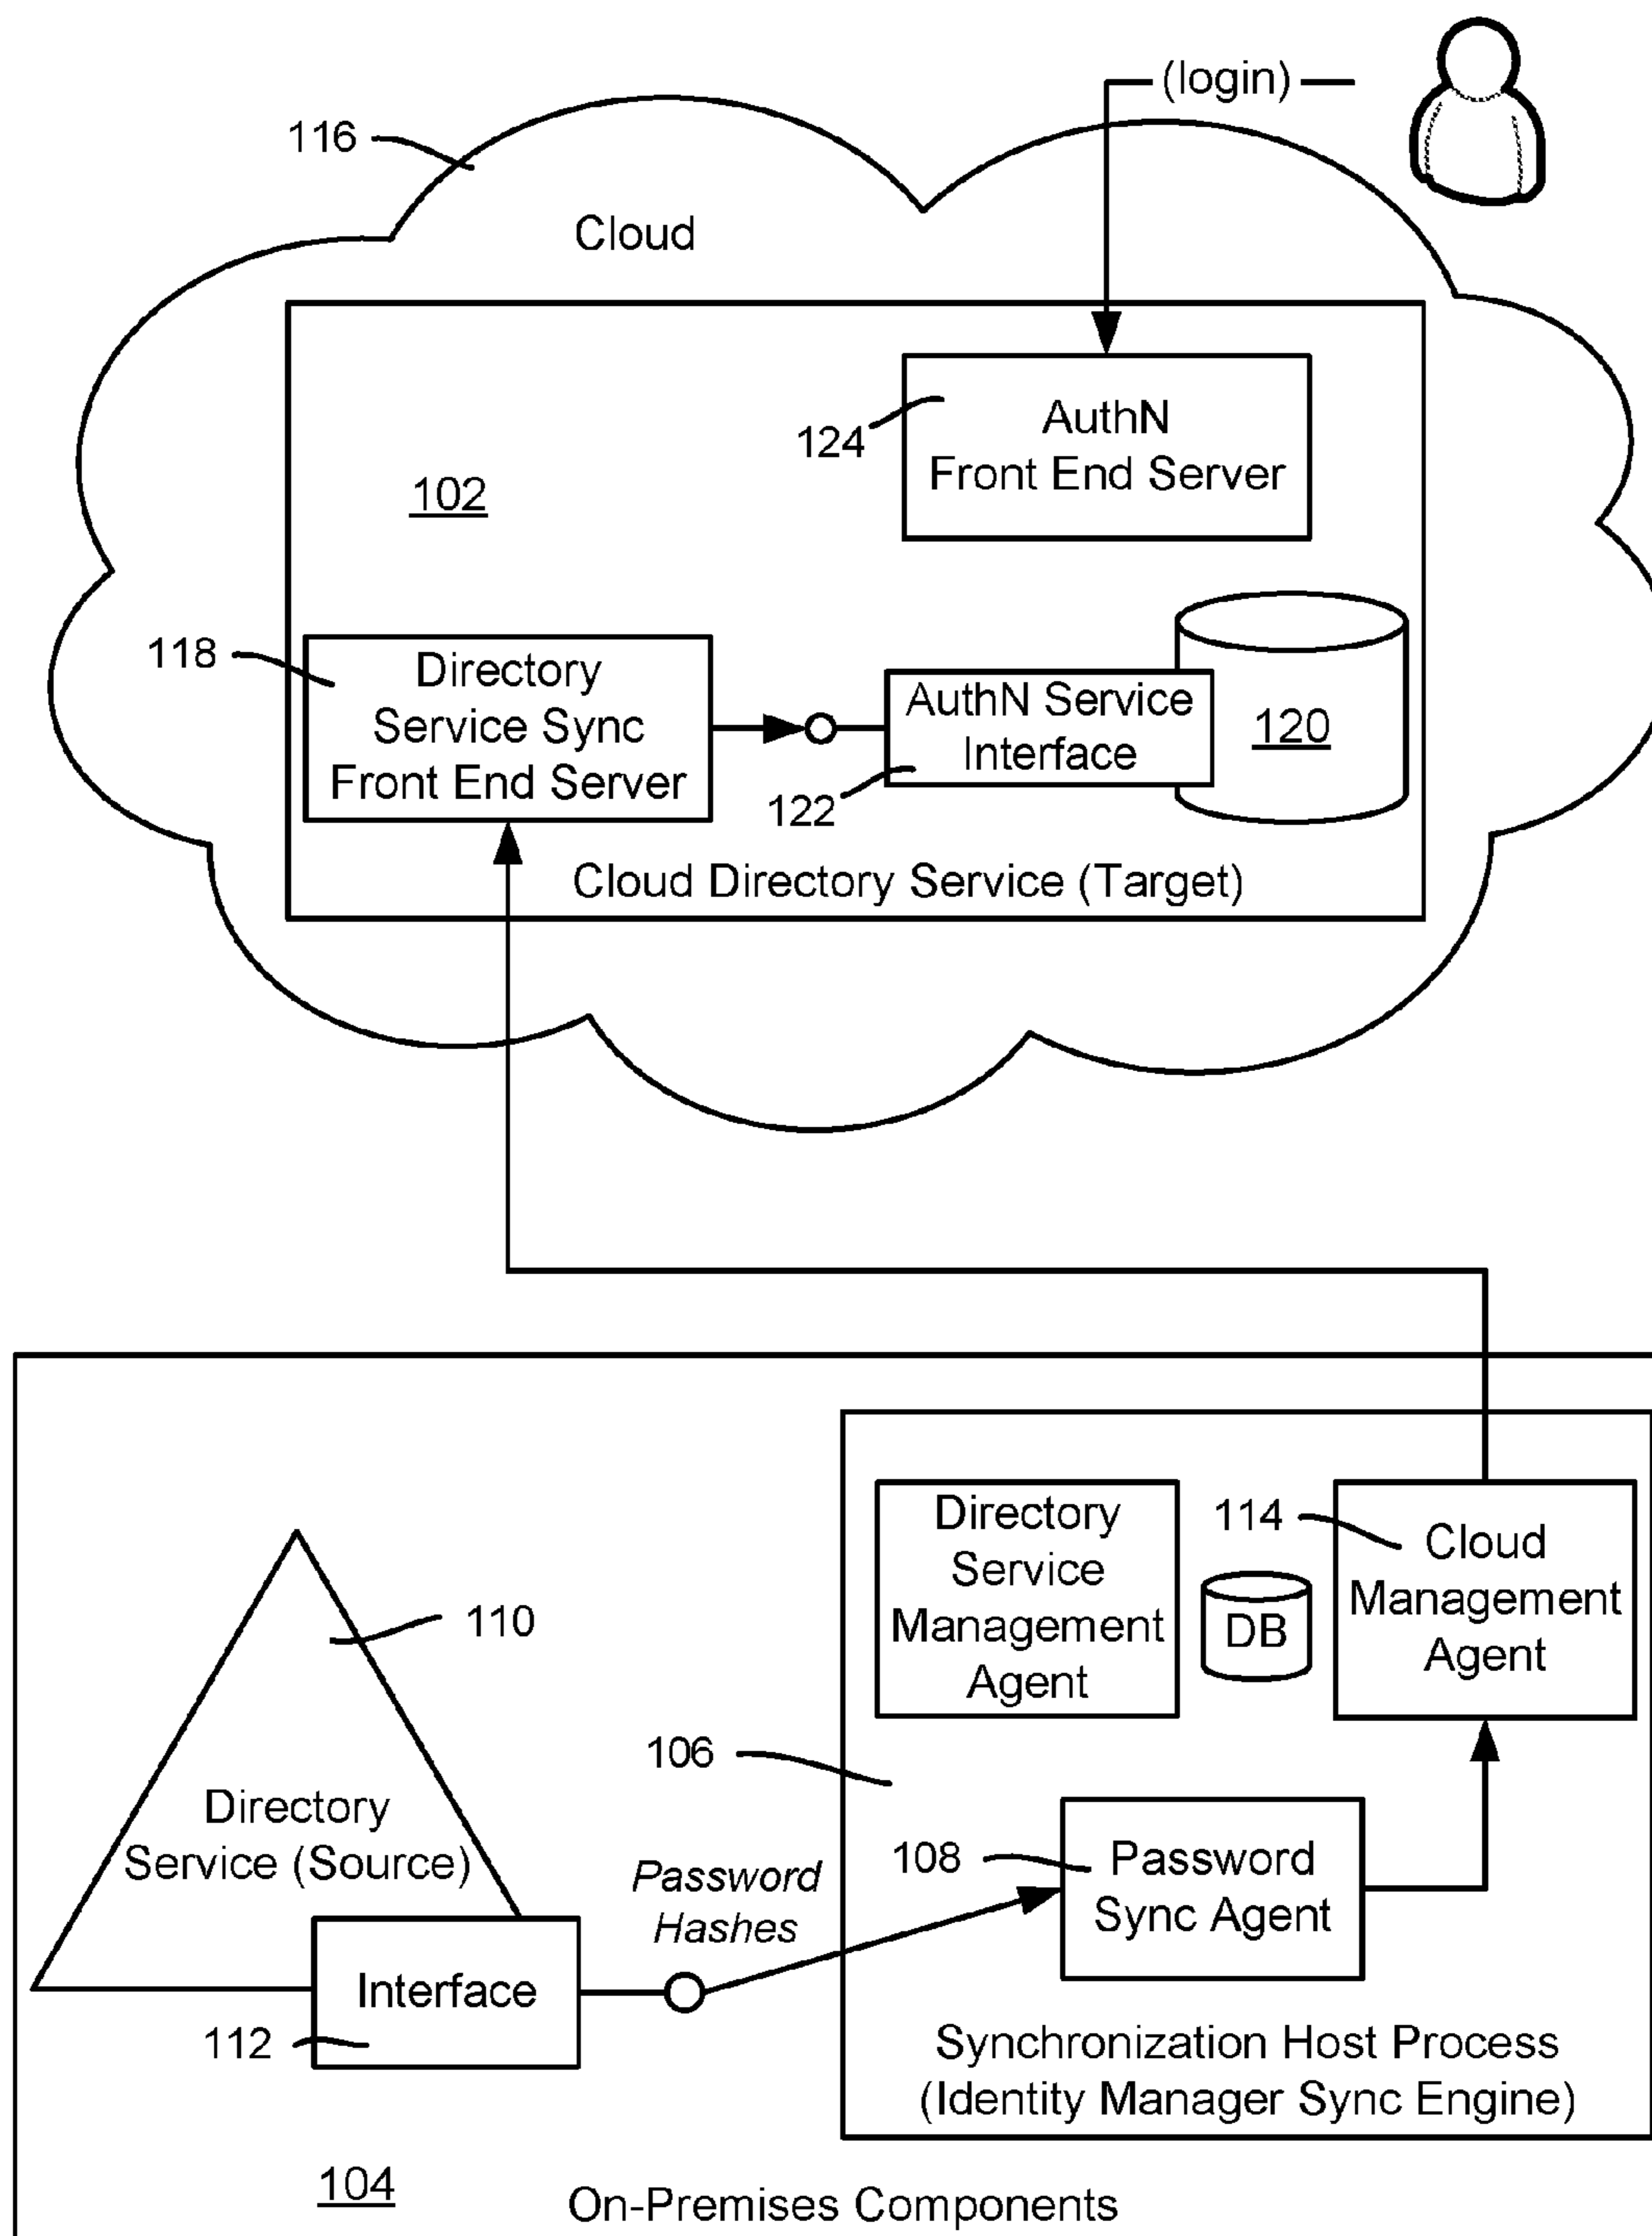 (login)
116
Cloud
124
AuthN
Front End Server
102
118
Directory
Service Sync
Front End Server
AuthN Service
Interface
120
122
Cloud Directory Service (Target)
Directory
Service
Management
Agent
114
DB
Cloud
Management
Agent
110
106
Directory
Service (Source)
Password
Hashes
108
Password
Sync Agent
Interface
112
Synchronization Host Process
(Identity Manager Sync Engine)
104
On-Premises Components